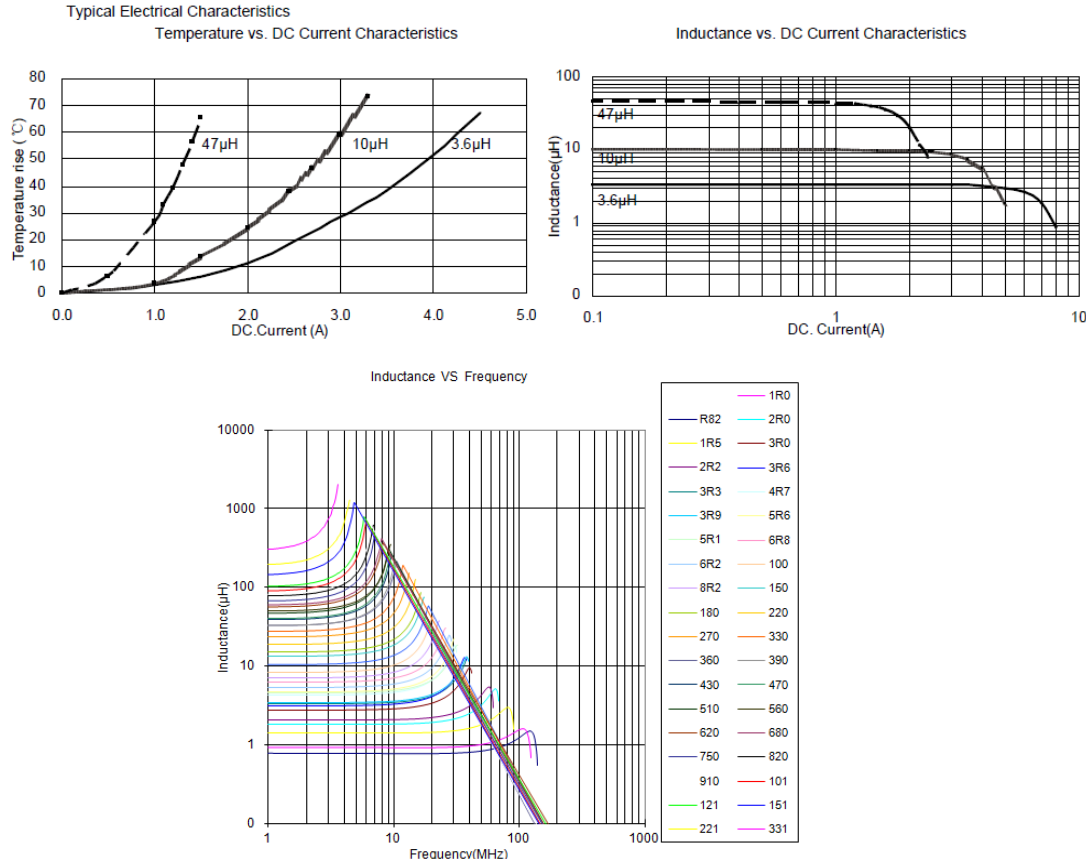 Typical Electrical Characteristics
Temperature vs. DC Current Characteristics
Temperature rise (℃)
80
70
60
50
40
30
20
10
0
47µH
10µH
3.6µH
0.0 1.0 2.0 3.0 4.0 5.0
DC.Current (A)
Inductance vs. DC Current Characteristics
Inductance(µH)
100
10
1
0
47µH
10µH
3.6µH
0.1 1 10
DC. Current(A)
Inductance VS Frequency
Inductance(µH)
10000
1000
100
10
1
0
1 10 100 1000
Frequency(MHz)
1R0
R82 2R0
1R5 3R0
2R2 3R6
3R3 4R7
3R9 5R6
5R1 6R8
6R2 100
8R2 150
180 220
270 330
360 390
430 470
510 560
620 680
750 820
910 101
121 151
221 331